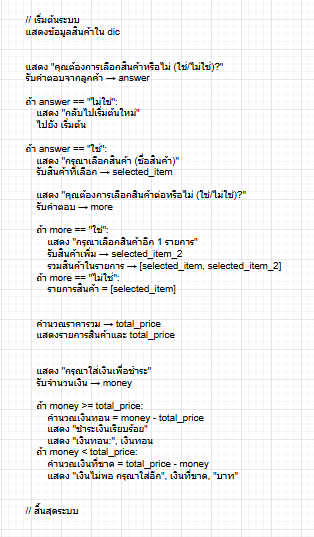 // เริ่มต้นระบบ
แสดงข้อมูลสินค้าใน dic
แสดง "คุณต้องการเลือกสินค้าหรือไม่ (ใช่/ไม่ใช่)?"
รับคำตอบจากลูกค้า → answer
ถ้า answer == "ไม่ใช่":
แสดง "กลับไปเริ่มต้นใหม่"
ไปยัง เริ่มต้น
ถ้า answer == "ใช่":
แสดง "กรุณาเลือกสินค้า (ชื่อสินค้า)"
รับสินค้าที่เลือก → selected_item
แสดง "คุณต้องการเลือกสินค้าต่อหรือไม่ (ใช่/ไม่ใช่)?"
รับคำตอบ → more
ถ้า more == "ใช่":
แสดง "กรุณาเลือกสินค้าอีก 1 รายการ"
รับสินค้าเพิ่ม → selected_item_2
รวมสินค้าในรายการ → [selected_item, selected_item_2]
ถ้า more == "ไม่ใช่":
รายการสินค้า = [selected_item]
คำนวณราคารวม → total_price
แสดงรายการสินค้าและ total_price
แสดง "กรุณาใส่เงินเพื่อชำระ"
รับจำนวนเงิน → money
ถ้า money >= total_price:
คำนวณเงินทอน = money - total_price
แสดง "ชำระเงินเรียบร้อย"
แสดง "เงินทอน:", เงินทอน
ถ้า money < total_price:
คำนวณเงินที่ขาด = total_price - money
แสดง "เงินไม่พอ กรุณาใส่อีก", เงินที่ขาด, "บาท"
// สิ้นสุดระบบ